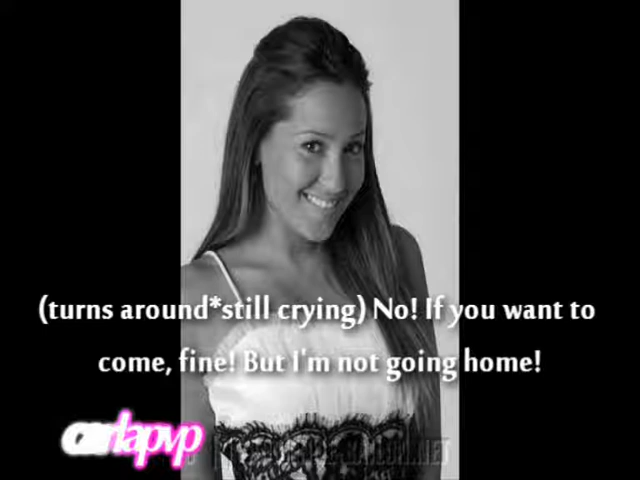 (turns around*still crying) No! If you want to
come, fine! But I'm not going home!
carlapvp